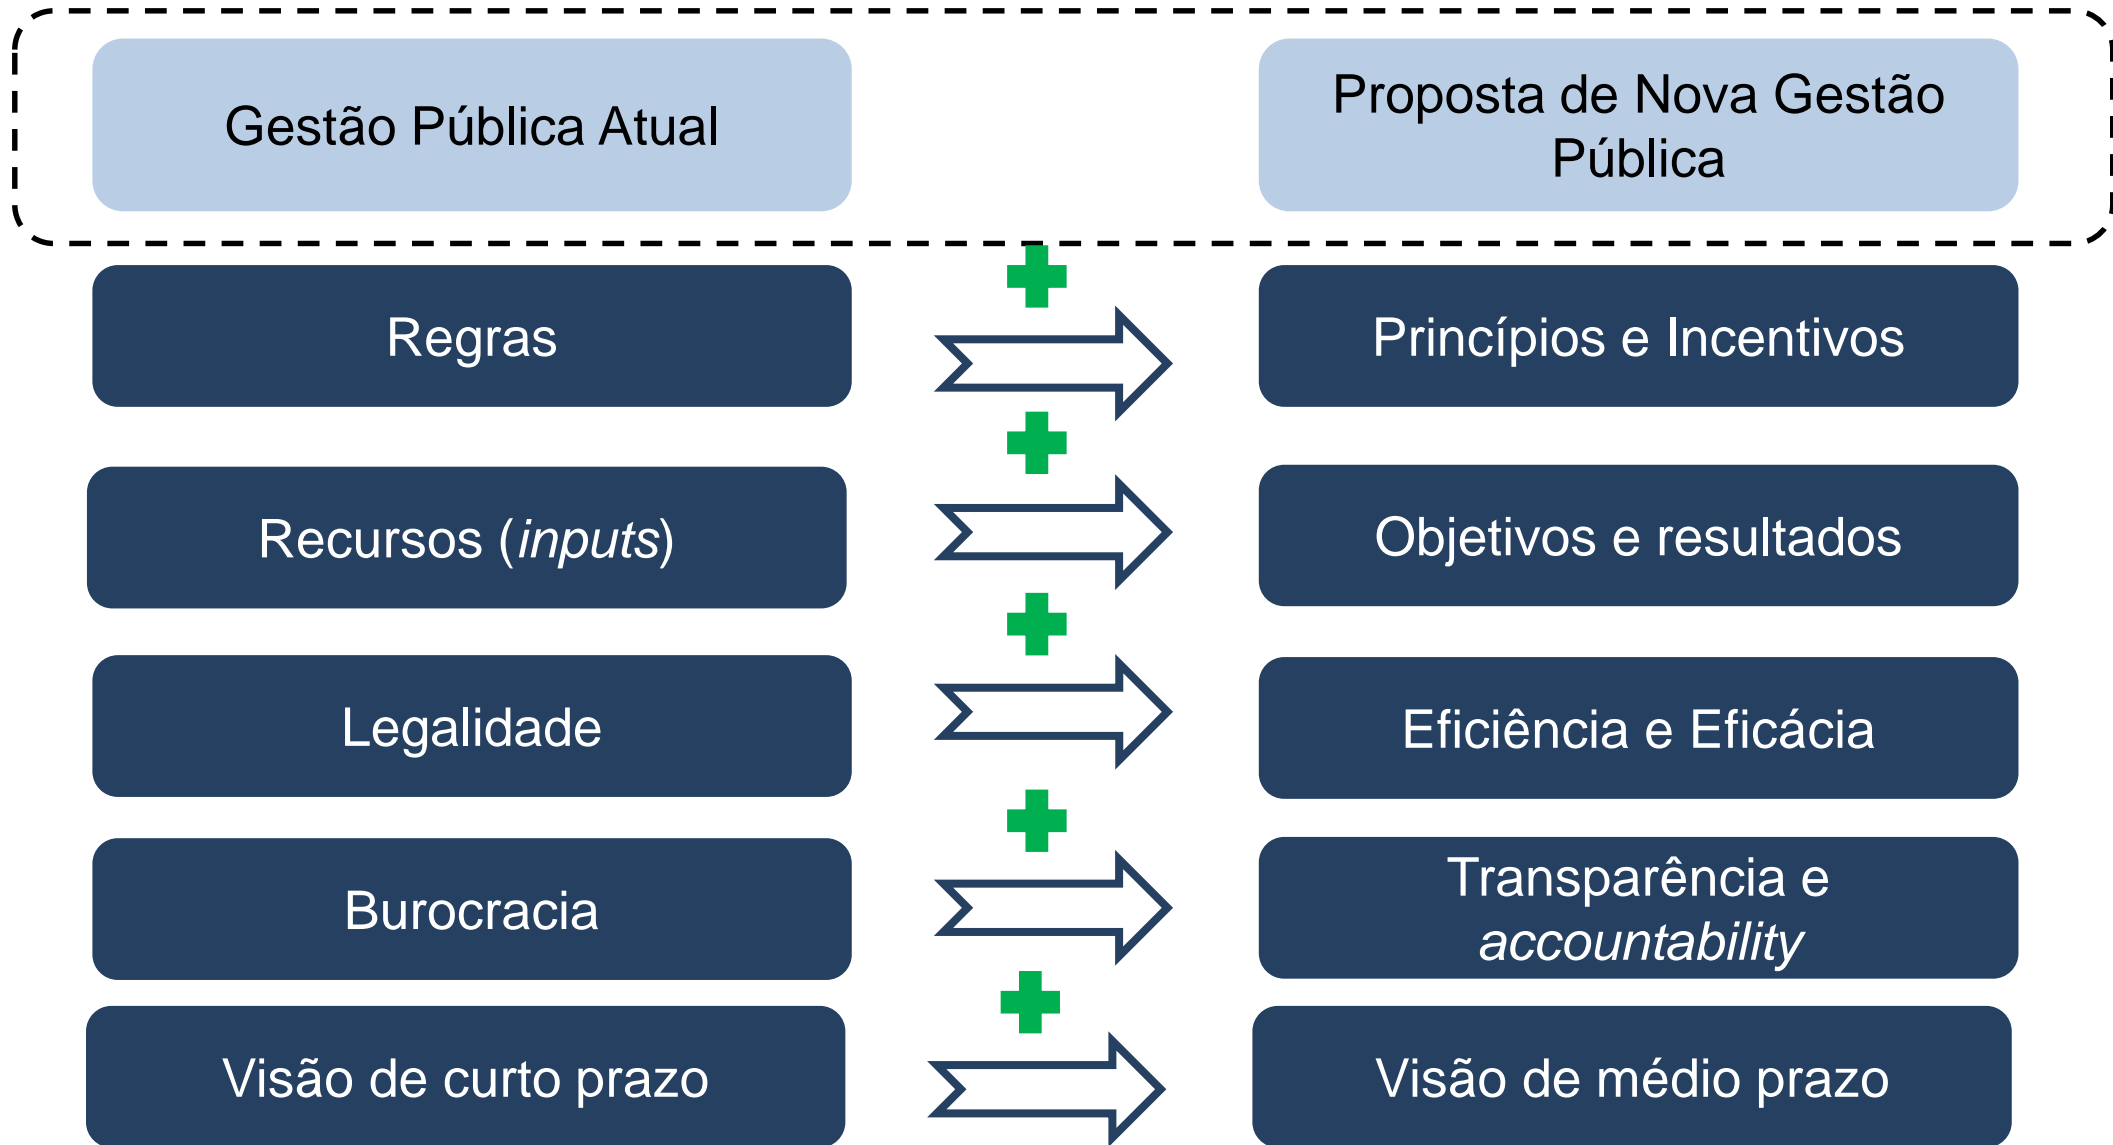 Gestão Pública Atual
Proposta de Nova Gestão
Pública
Regras
Princípios e Incentivos
Recursos (inputs)
Objetivos e resultados
Legalidade
Eficiência e Eficácia
Burocracia
Transparência e
accountability
Visão de curto prazo
Visão de médio prazo